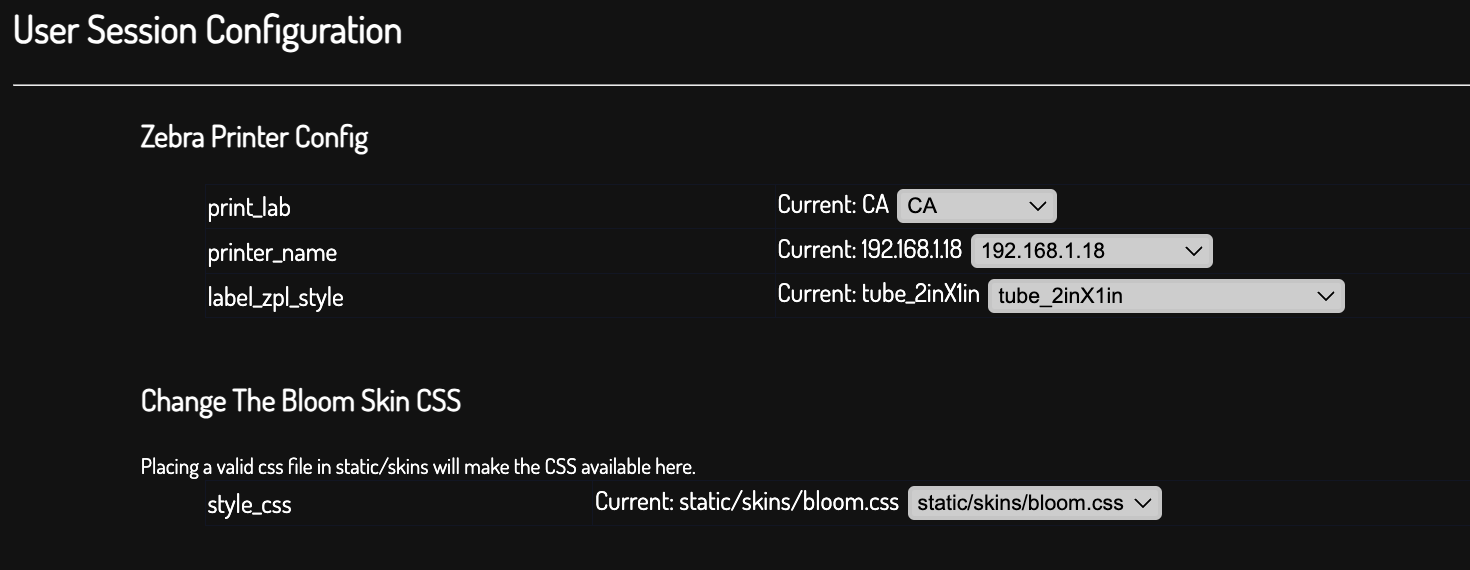 User Session Configuration
Zebra Printer Config
print_lab Current: CA CA
printer_name Current: 192.168.1.18 192.168.1.18
label_zpl_style Current: tube_2inX1in tube_2inX1in
Change The Bloom Skin CSS
Placing a valid css file in static/skins will make the CSS available here.
style_css Current: static/skins/bloom.css static/skins/bloom.css